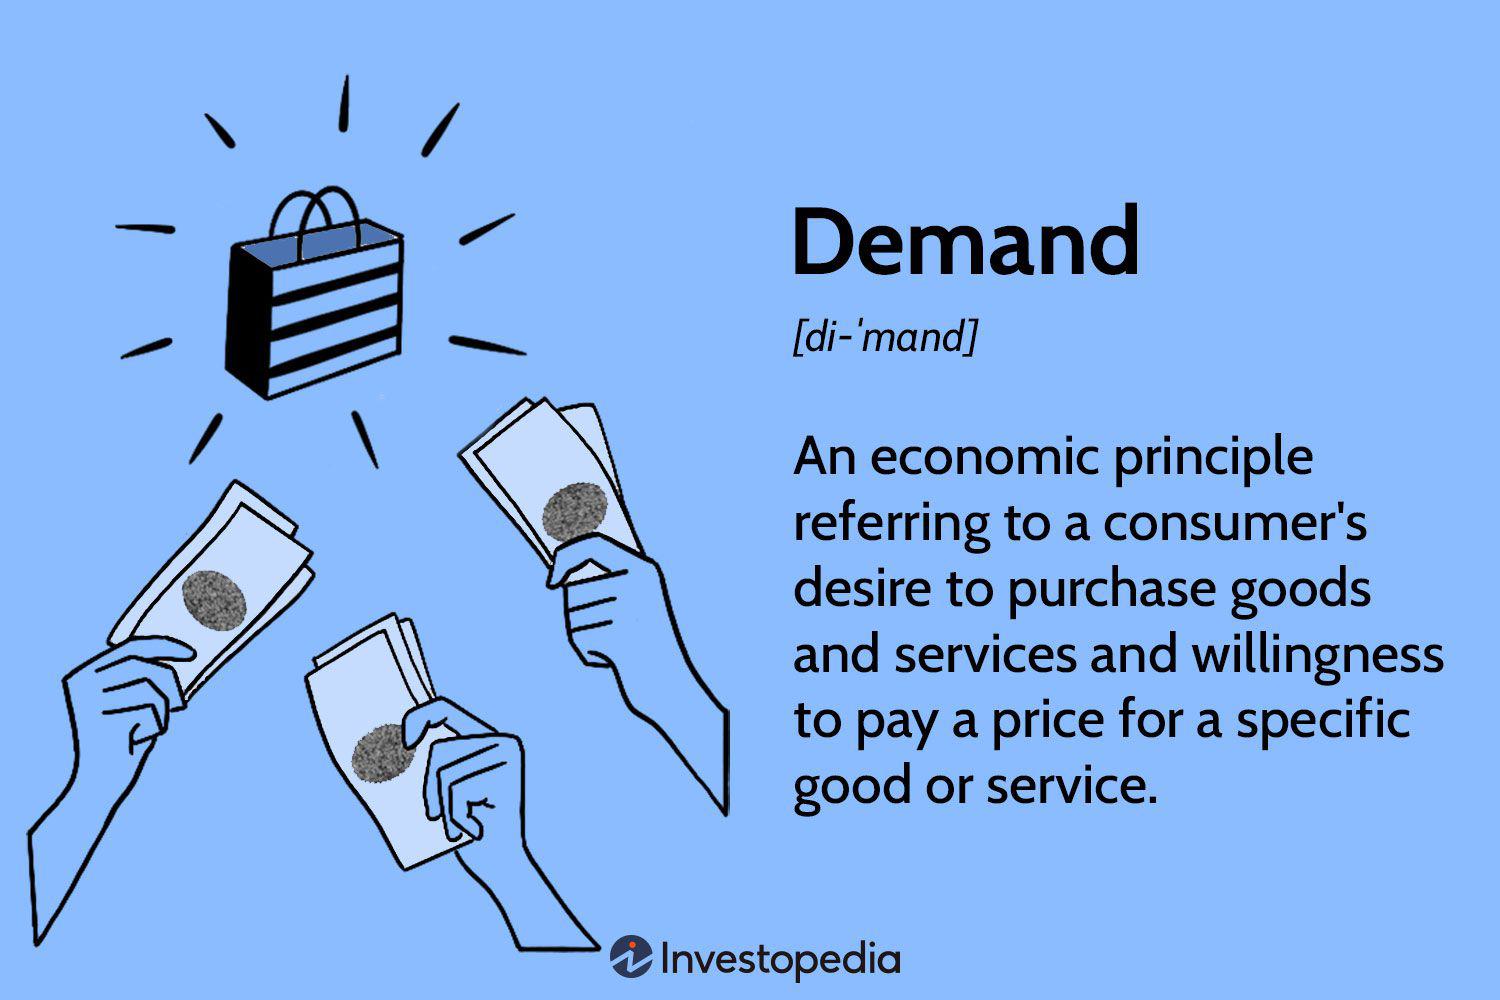 Demand
[di-ˈmand]
An economic principle
referring to a consumer's
desire to purchase goods
and services and willingness
to pay a price for a specific
good or service.
Investopedia